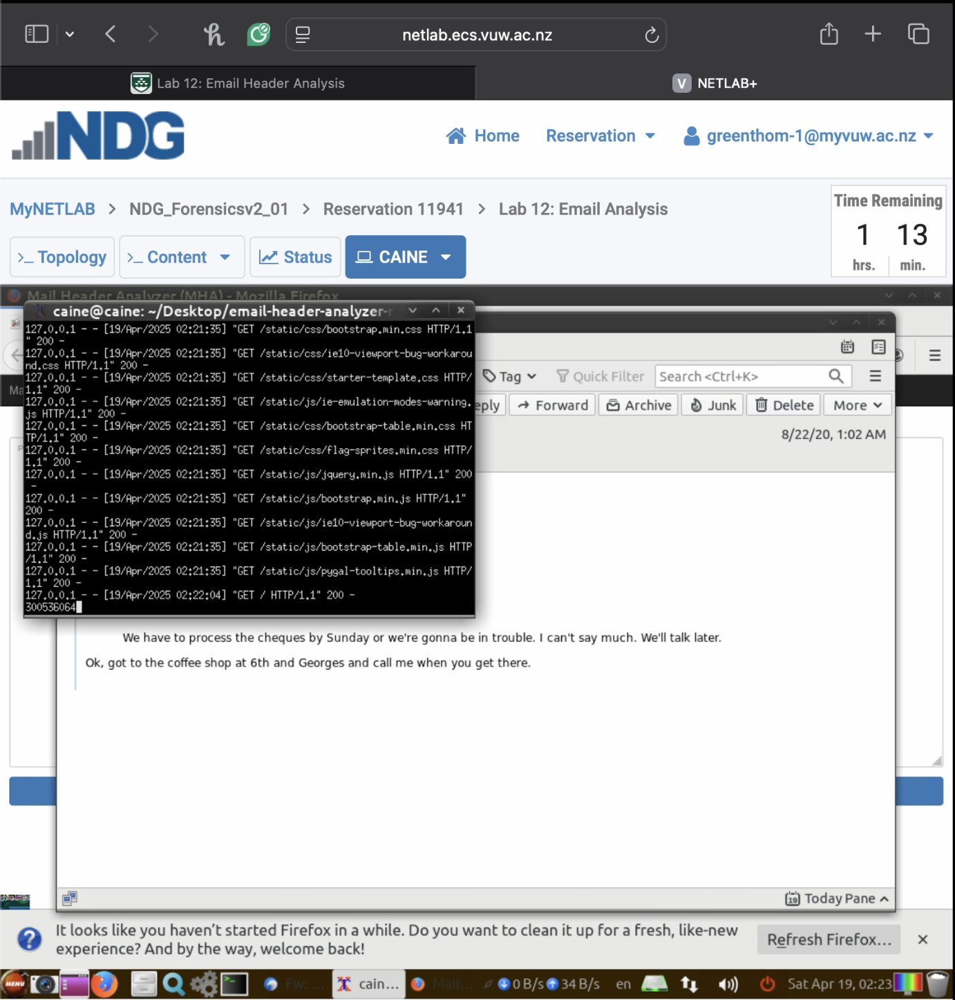 netlab.ecs.vuw.ac.nz
Lab 12: Email Header Analysis
V NETLAB+
NDG
Home
Reservation
greenthom-1@myvuw.ac.nz
MyNETLAB > NDG_Forensicsv2_01 > Reservation 11941 > Lab 12: Email Analysis
Time Remaining
1 13
hrs. min.
>_ Topology
>_ Content
Status
CAINE
Mail Header Analyzer (MHA) - Mozilla Firefox
caine@caine: ~/Desktop/email-header-analyzer-
127.0.0.1 - - [19/Apr/2025 02:21:35] "GET /static/css/bootstrap.min.css HTTP/1.1
" 200 -
127.0.0.1 - - [19/Apr/2025 02:21:35] "GET /static/css/ie10-viewport-bug-workarou
nd.css HTTP/1.1" 200 -
127.0.0.1 - - [19/Apr/2025 02:21:35] "GET /static/css/starter-template.css HTTP/
1.1" 200 -
127.0.0.1 - - [19/Apr/2025 02:21:35] "GET /static/js/ie-emulation-modes-warning.
js HTTP/1.1" 200 -
127.0.0.1 - - [19/Apr/2025 02:21:35] "GET /static/css/bootstrap-table.min.css HT
TP/1.1" 200 -
127.0.0.1 - - [19/Apr/2025 02:21:35] "GET /static/css/flag-sprites.min.css HTTP/
1.1" 200 -
127.0.0.1 - - [19/Apr/2025 02:21:35] "GET /static/js/jquery.min.js HTTP/1.1" 200
-
127.0.0.1 - - [19/Apr/2025 02:21:35] "GET /static/js/bootstrap.min.js HTTP/1.1"
200 -
127.0.0.1 - - [19/Apr/2025 02:21:35] "GET /static/js/ie10-viewport-bug-workaroun
d.js HTTP/1.1" 200 -
127.0.0.1 - - [19/Apr/2025 02:21:35] "GET /static/js/bootstrap-table.min.js HTTP
/1.1" 200 -
127.0.0.1 - - [19/Apr/2025 02:21:35] "GET /static/js/pygal-tooltips.min.js HTTP/
1.1" 200 -
127.0.0.1 - - [19/Apr/2025 02:22:04] "GET / HTTP/1.1" 200 -
300536064
Ma
Tag
Quick Filter
Search <Ctrl+K>
eply
Forward
Archive
Junk
Delete
More
8/22/20, 1:02 AM
We have to process the cheques by Sunday or we're gonna be in trouble. I can't say much. We'll talk later.
Ok, got to the coffee shop at 6th and Georges and call me when you get there.
19 Today Pane
It looks like you haven’t started Firefox in a while. Do you want to clean it up for a fresh, like-new
experience? And by the way, welcome back!
Refresh Firefox…
MENU
Fw: ...
cain...
Mail...
0 B/s
34 B/s
en
Sat Apr 19, 02:23